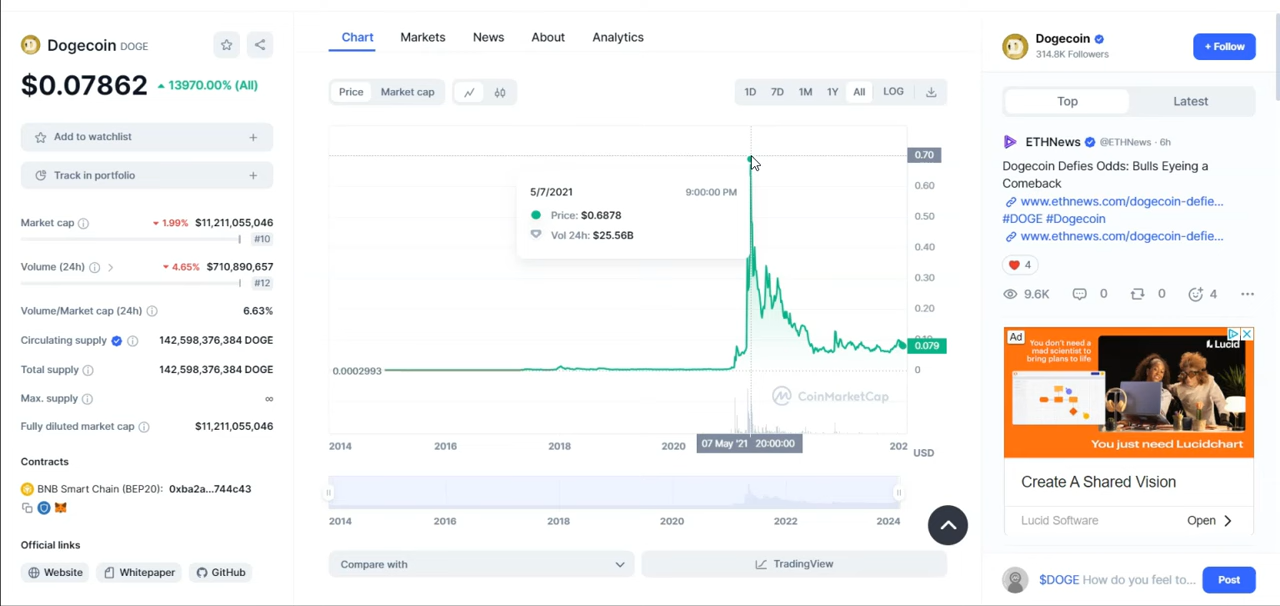 Dogecoin DOGE
$0.07862 13970.00% (All)
Add to watchlist +
Track in portfolio +
Market cap 1.99% $11,211,055,046
#10
Volume (24h) 4.65% $710,890,657
#12
Volume/Market cap (24h) 6.63%
Circulating supply 142,598,376,384 DOGE
Total supply 142,598,376,384 DOGE
Max. supply ∞
Fully diluted market cap $11,211,055,046
Contracts
BNB Smart Chain (BEP20): 0xba2a...744c43
Official links
Website Whitepaper GitHub
Chart Markets News About Analytics
Price Market cap
1D 7D 1M 1Y All LOG
0.70
0.60
0.50
0.40
0.30
0.20
0.10
0.079
0
5/7/2021 9:00:00 PM
Price: $0.6878
Vol 24h: $25.56B
0.0002993
CoinMarketCap
07 May '21 20:00:00
2014 2016 2018 2020 202
USD
2014 2016 2018 2020 2022 2024
Compare with
TradingView
Dogecoin
314.8K Followers
+ Follow
Top Latest
ETHNews @ETHNews · 6h
Dogecoin Defies Odds: Bulls Eyeing a
Comeback
www.ethnews.com/dogecoin-defie...
#DOGE #Dogecoin
www.ethnews.com/dogecoin-defie...
4
9.6K 0 0 4 ...
Ad
You don't need a
mad scientist to
bring plans to life
Lucid
You just need Lucidchart
Create A Shared Vision
Lucid Software Open
$DOGE How do you feel to... Post